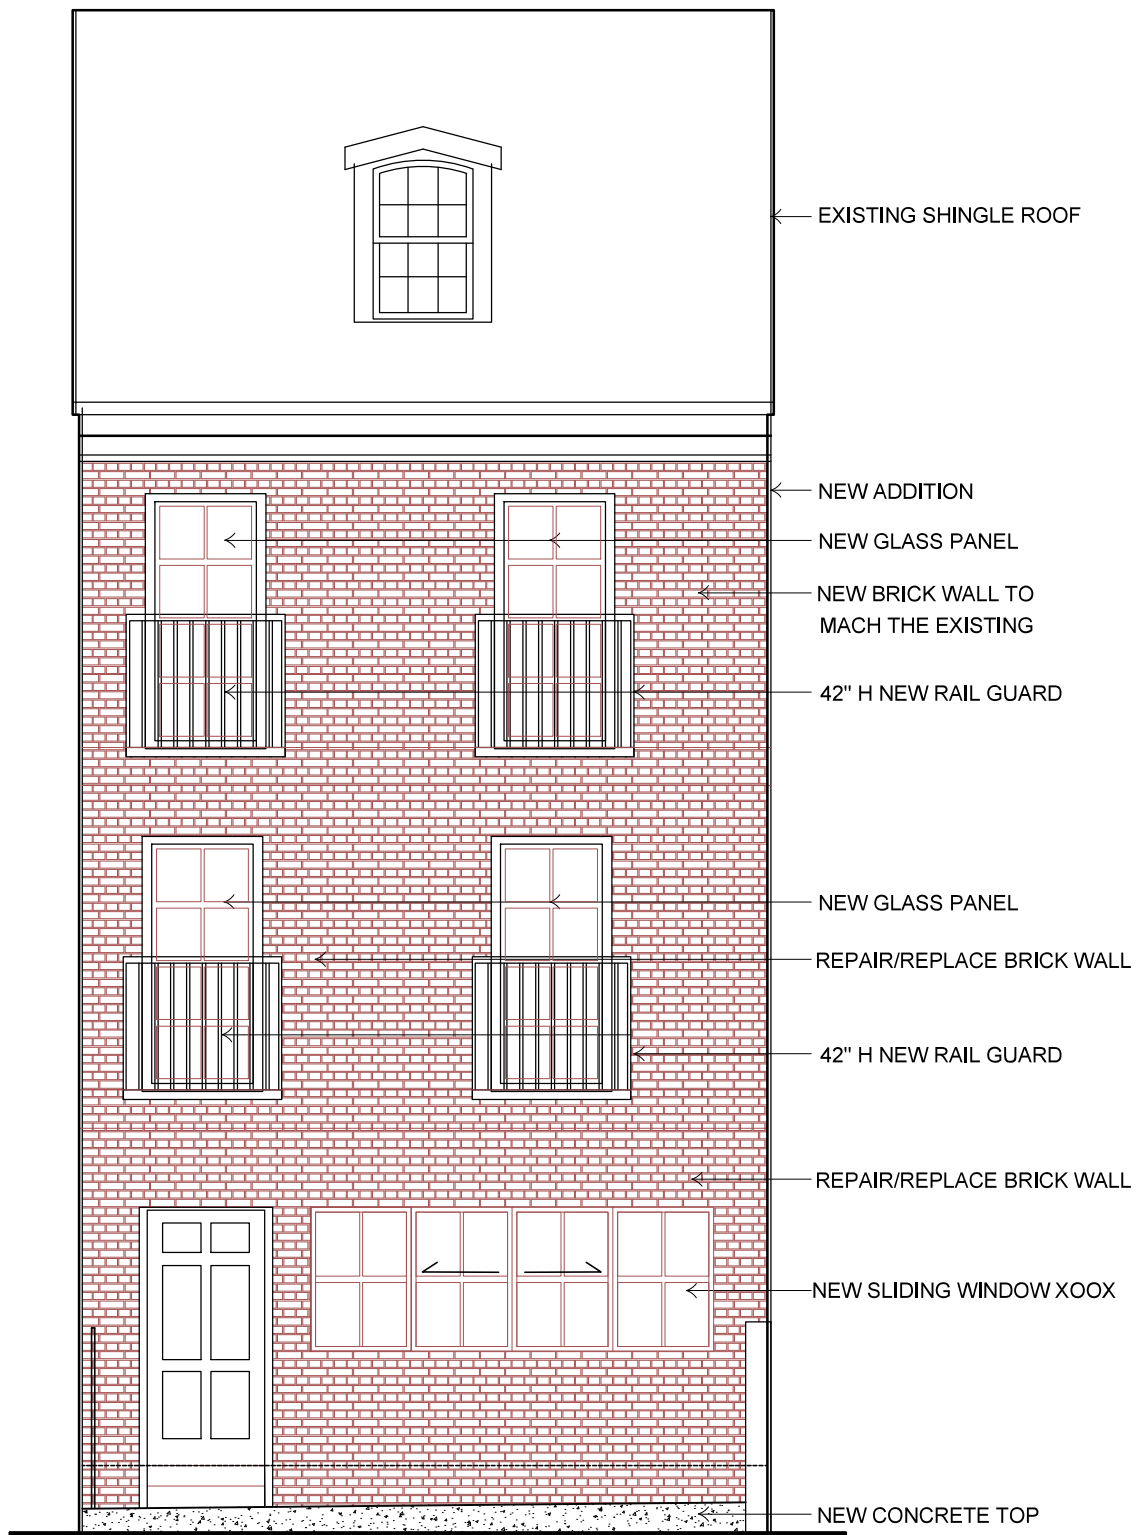 EXISTING SHINGLE ROOF
NEW ADDITION
NEW GLASS PANEL
NEW BRICK WALL TO
MACH THE EXISTING
42" H NEW RAIL GUARD
NEW GLASS PANEL
REPAIR/REPLACE BRICK WALL
42" H NEW RAIL GUARD
REPAIR/REPLACE BRICK WALL
NEW SLIDING WINDOW XOOX
NEW CONCRETE TOP